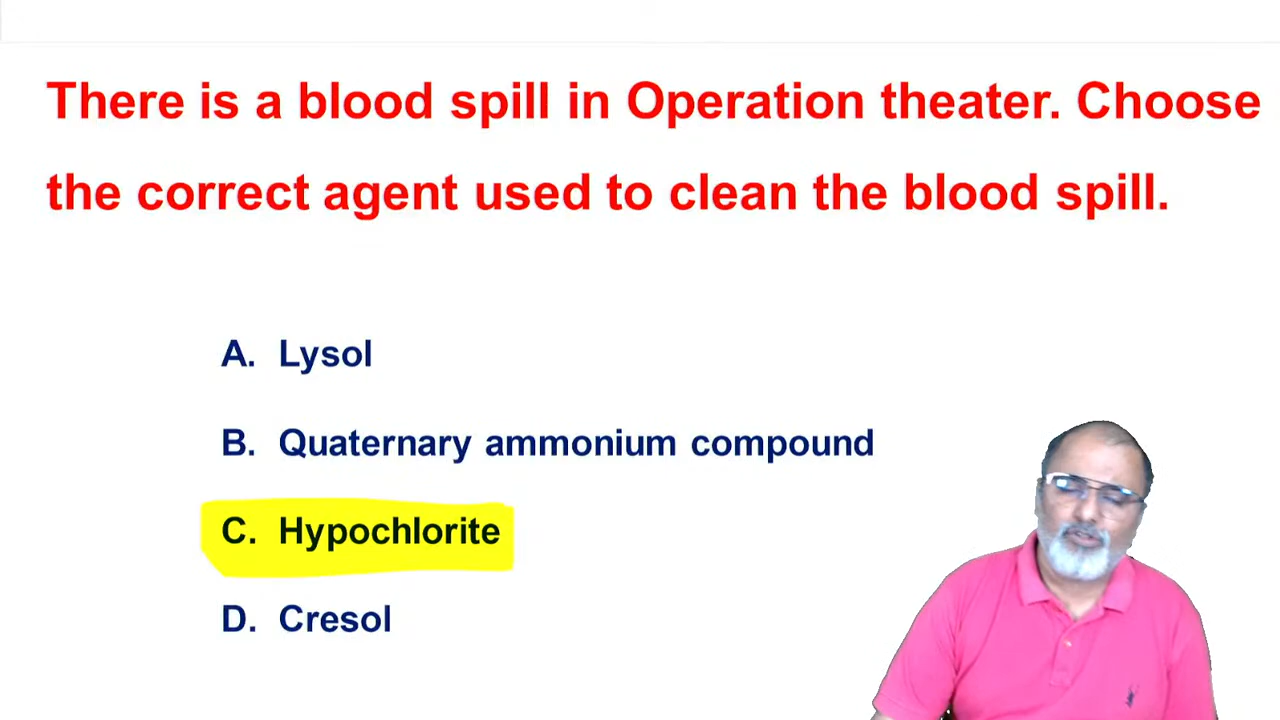 There is a blood spill in Operation theater. Choose
the correct agent used to clean the blood spill.
A. Lysol
B. Quaternary ammonium compound
C. Hypochlorite
D. Cresol